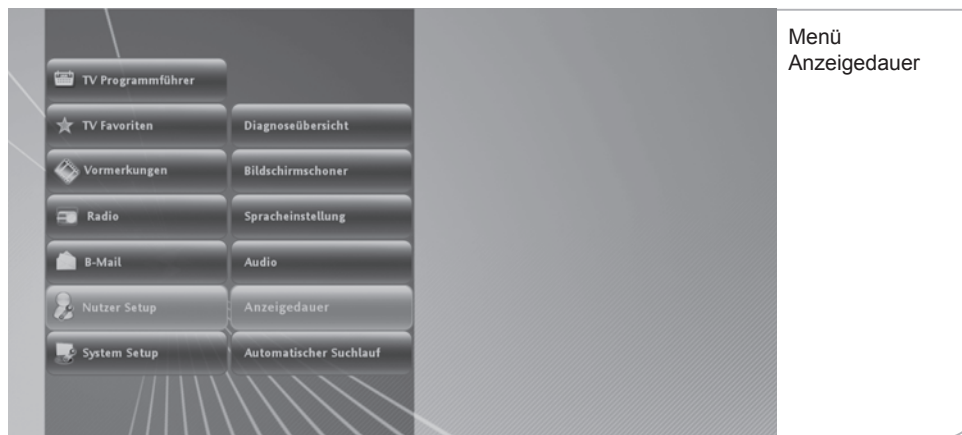 TV Programmführer
TV Favoriten
Vormerkungen
Radio
B-Mail
Nutzer Setup
System Setup
Diagnoseübersicht
Bildschirmschoner
Spracheinstellung
Audio
Anzeigedauer
Automatischer Suchlauf
Menü
Anzeigedauer